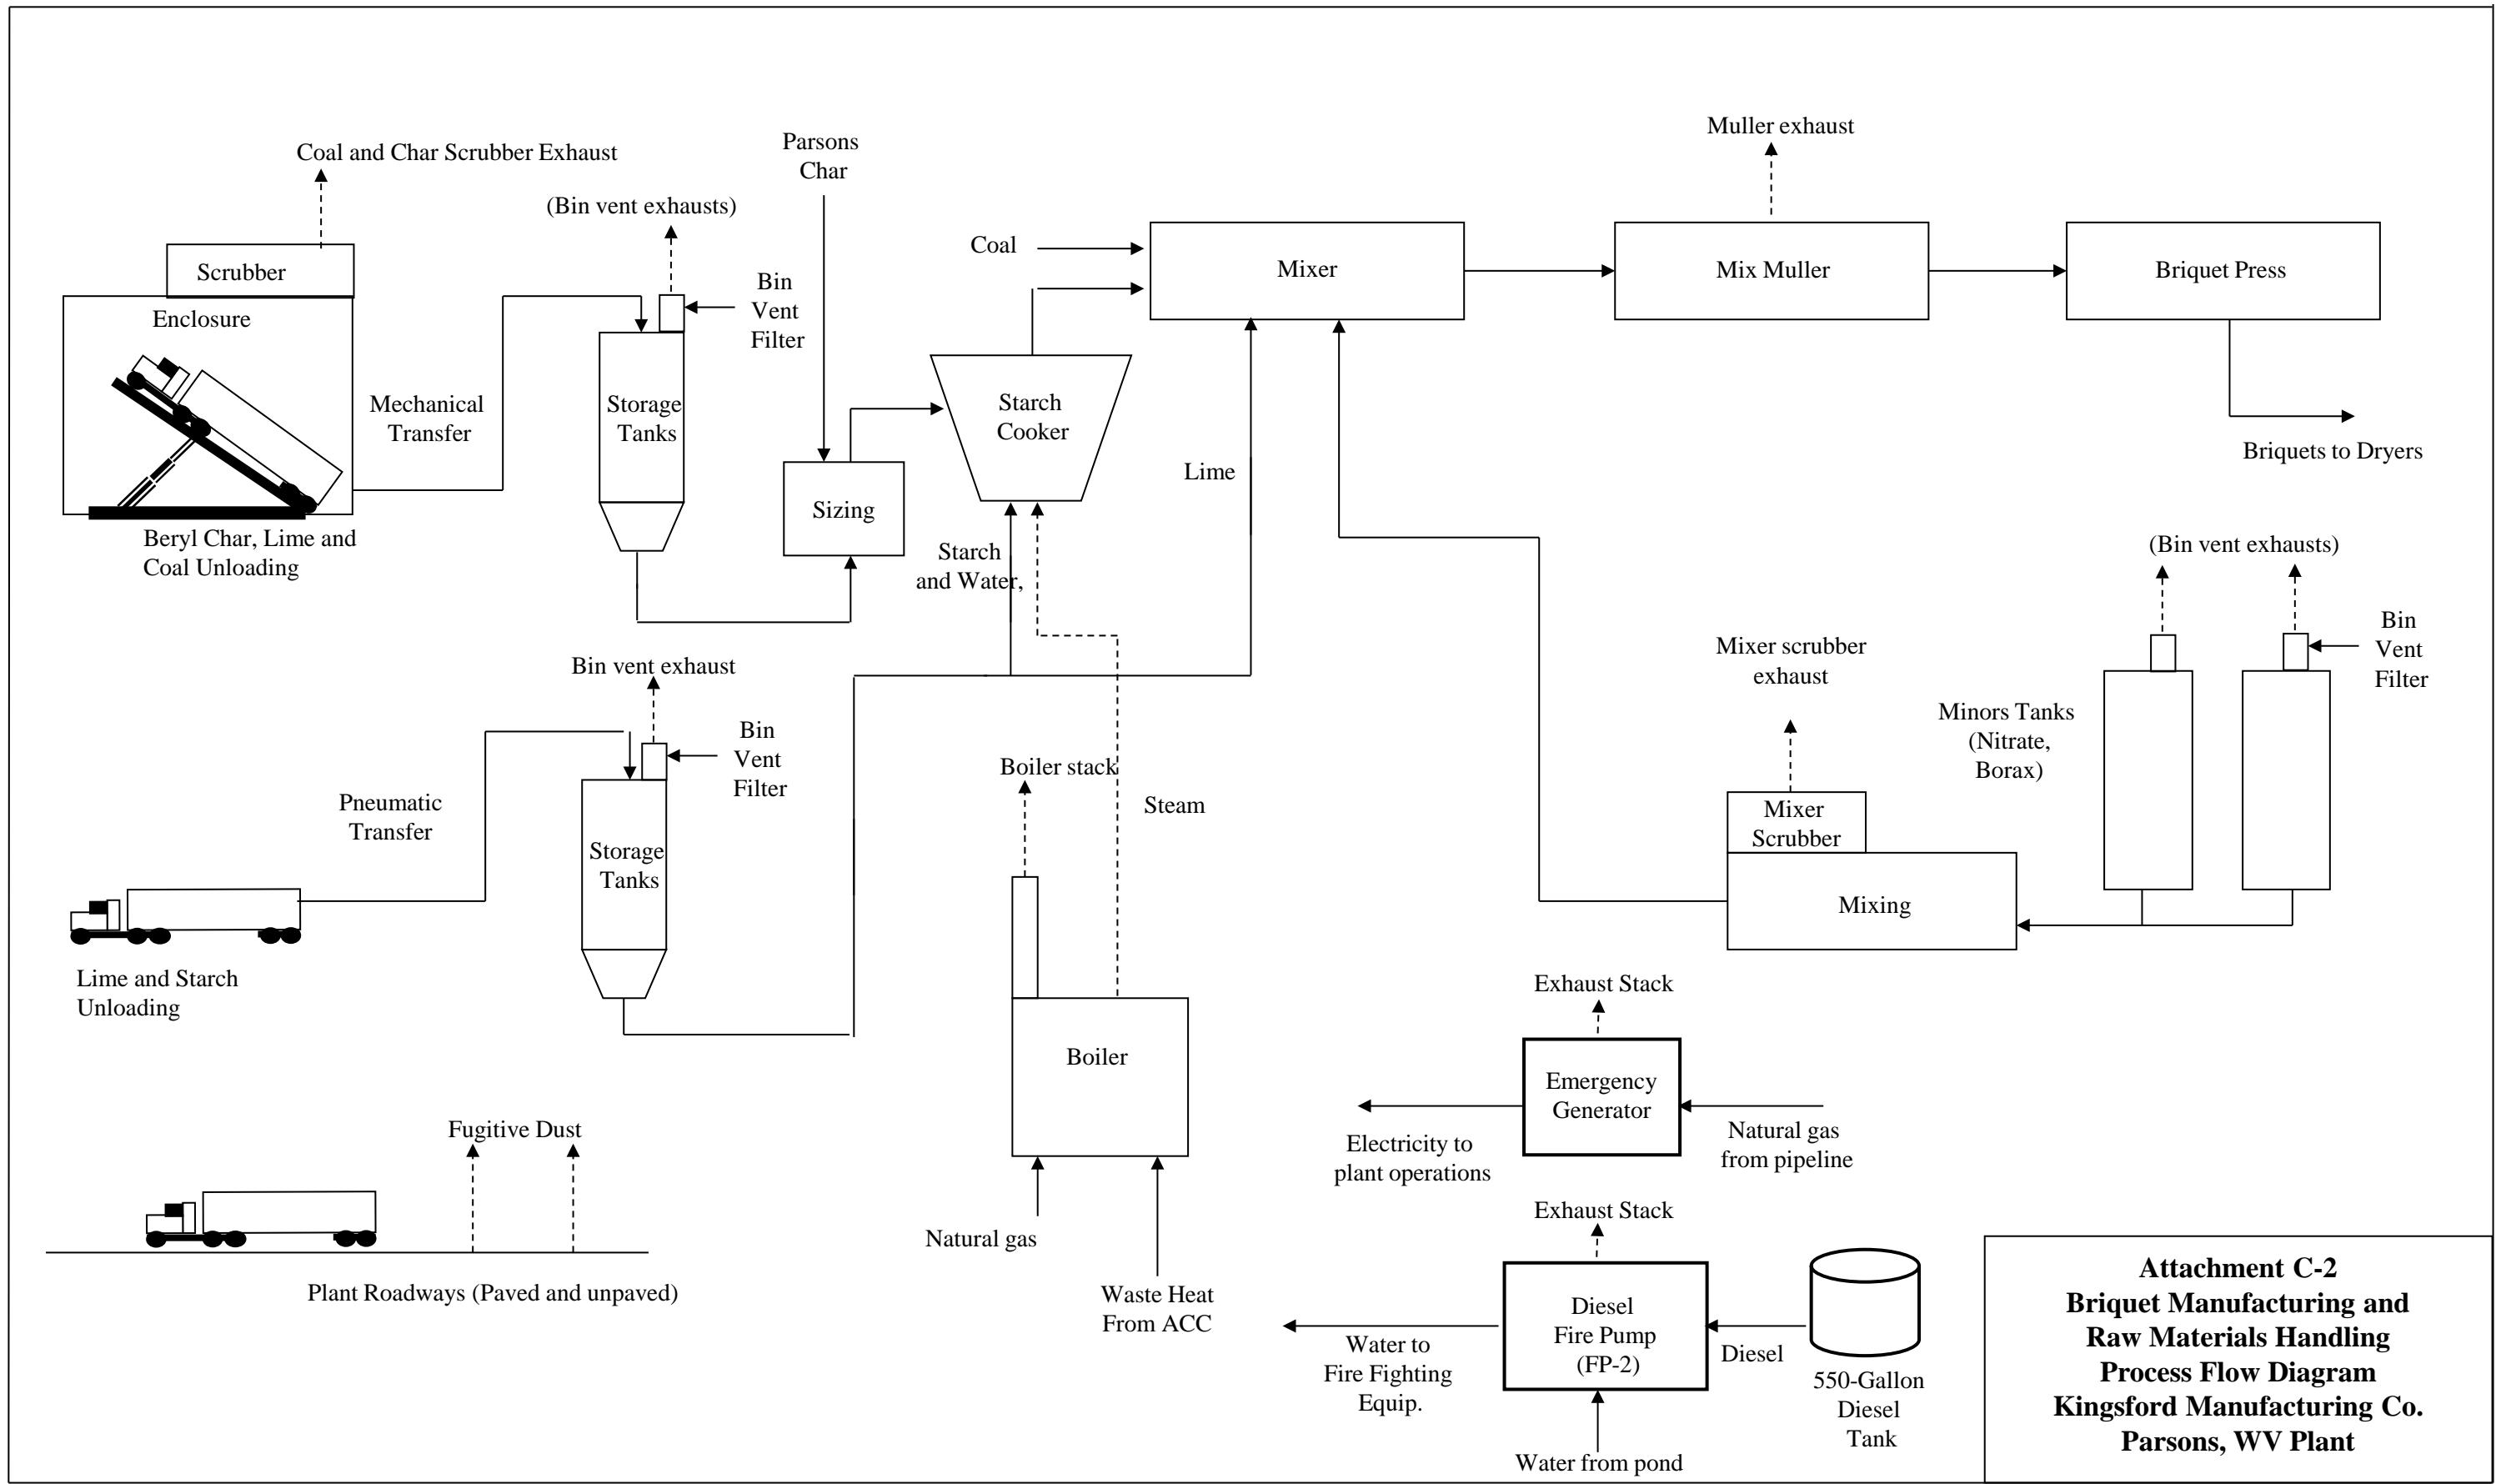 Coal and Char Scrubber Exhaust
Scrubber
Enclosure
Beryl Char, Lime and
Coal Unloading
Mechanical
Transfer
(Bin vent exhausts)
Bin
Vent
Filter
Storage
Tanks
Parsons
Char
Sizing
Coal
Starch
Cooker
Starch
and Water,
Lime
Mixer
Muller exhaust
Mix Muller
Briquet Press
Briquets to Dryers
Bin vent exhaust
Bin
Vent
Filter
Pneumatic
Transfer
Storage
Tanks
Lime and Starch
Unloading
Boiler stack
Steam
Boiler
Natural gas
Waste Heat
From ACC
Mixer scrubber
exhaust
Mixer
Scrubber
Mixing
Minors Tanks
(Nitrate,
Borax)
(Bin vent exhausts)
Bin
Vent
Filter
Fugitive Dust
Plant Roadways (Paved and unpaved)
Exhaust Stack
Emergency
Generator
Electricity to
plant operations
Natural gas
from pipeline
Exhaust Stack
Diesel
Fire Pump
(FP-2)
Water to
Fire Fighting
Equip.
Diesel
550-Gallon
Diesel
Tank
Water from pond
Attachment C-2
Briquet Manufacturing and
Raw Materials Handling
Process Flow Diagram
Kingsford Manufacturing Co.
Parsons, WV Plant